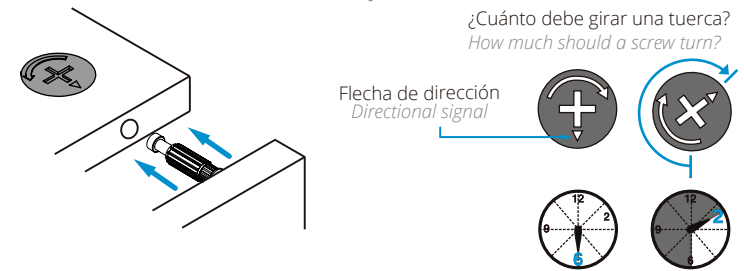 ¿Cuánto debe girar una tuerca?
How much should a screw turn?
Flecha de dirección
Directional signal
12
2
9
6
12
2
9
6